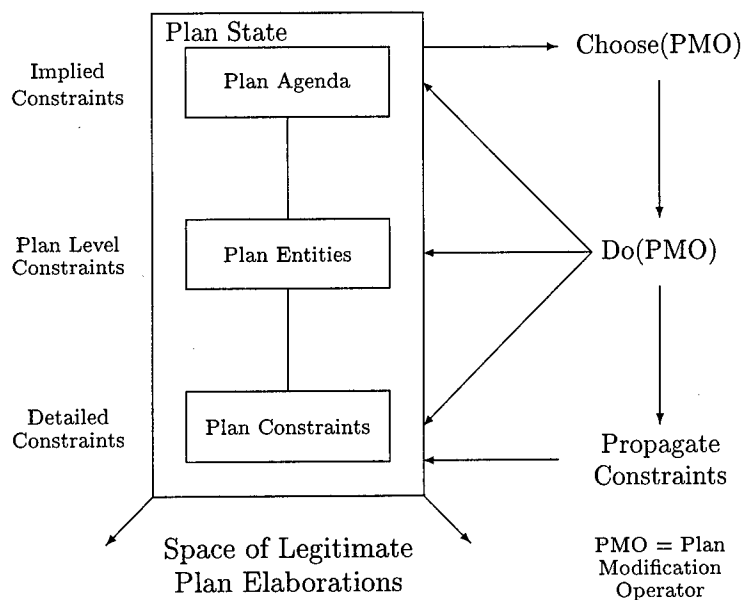 Plan State
Choose(PMO)
Implied
Constraints
Plan Agenda
Plan Level
Constraints
Plan Entities
Do(PMO)
Detailed
Constraints
Plan Constraints
Propagate
Constraints
Space of Legitimate
Plan Elaborations
PMO = Plan
Modification
Operator